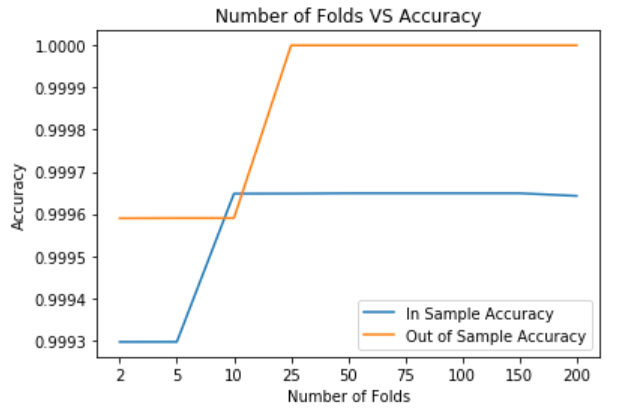 Number of Folds VS Accuracy
1.0000
0.9999
0.9998
0.9997
0.9996
0.9995
0.9994
0.9993
Accuracy
In Sample Accuracy
Out of Sample Accuracy
2 5 10 25 50 75 100 150 200
Number of Folds